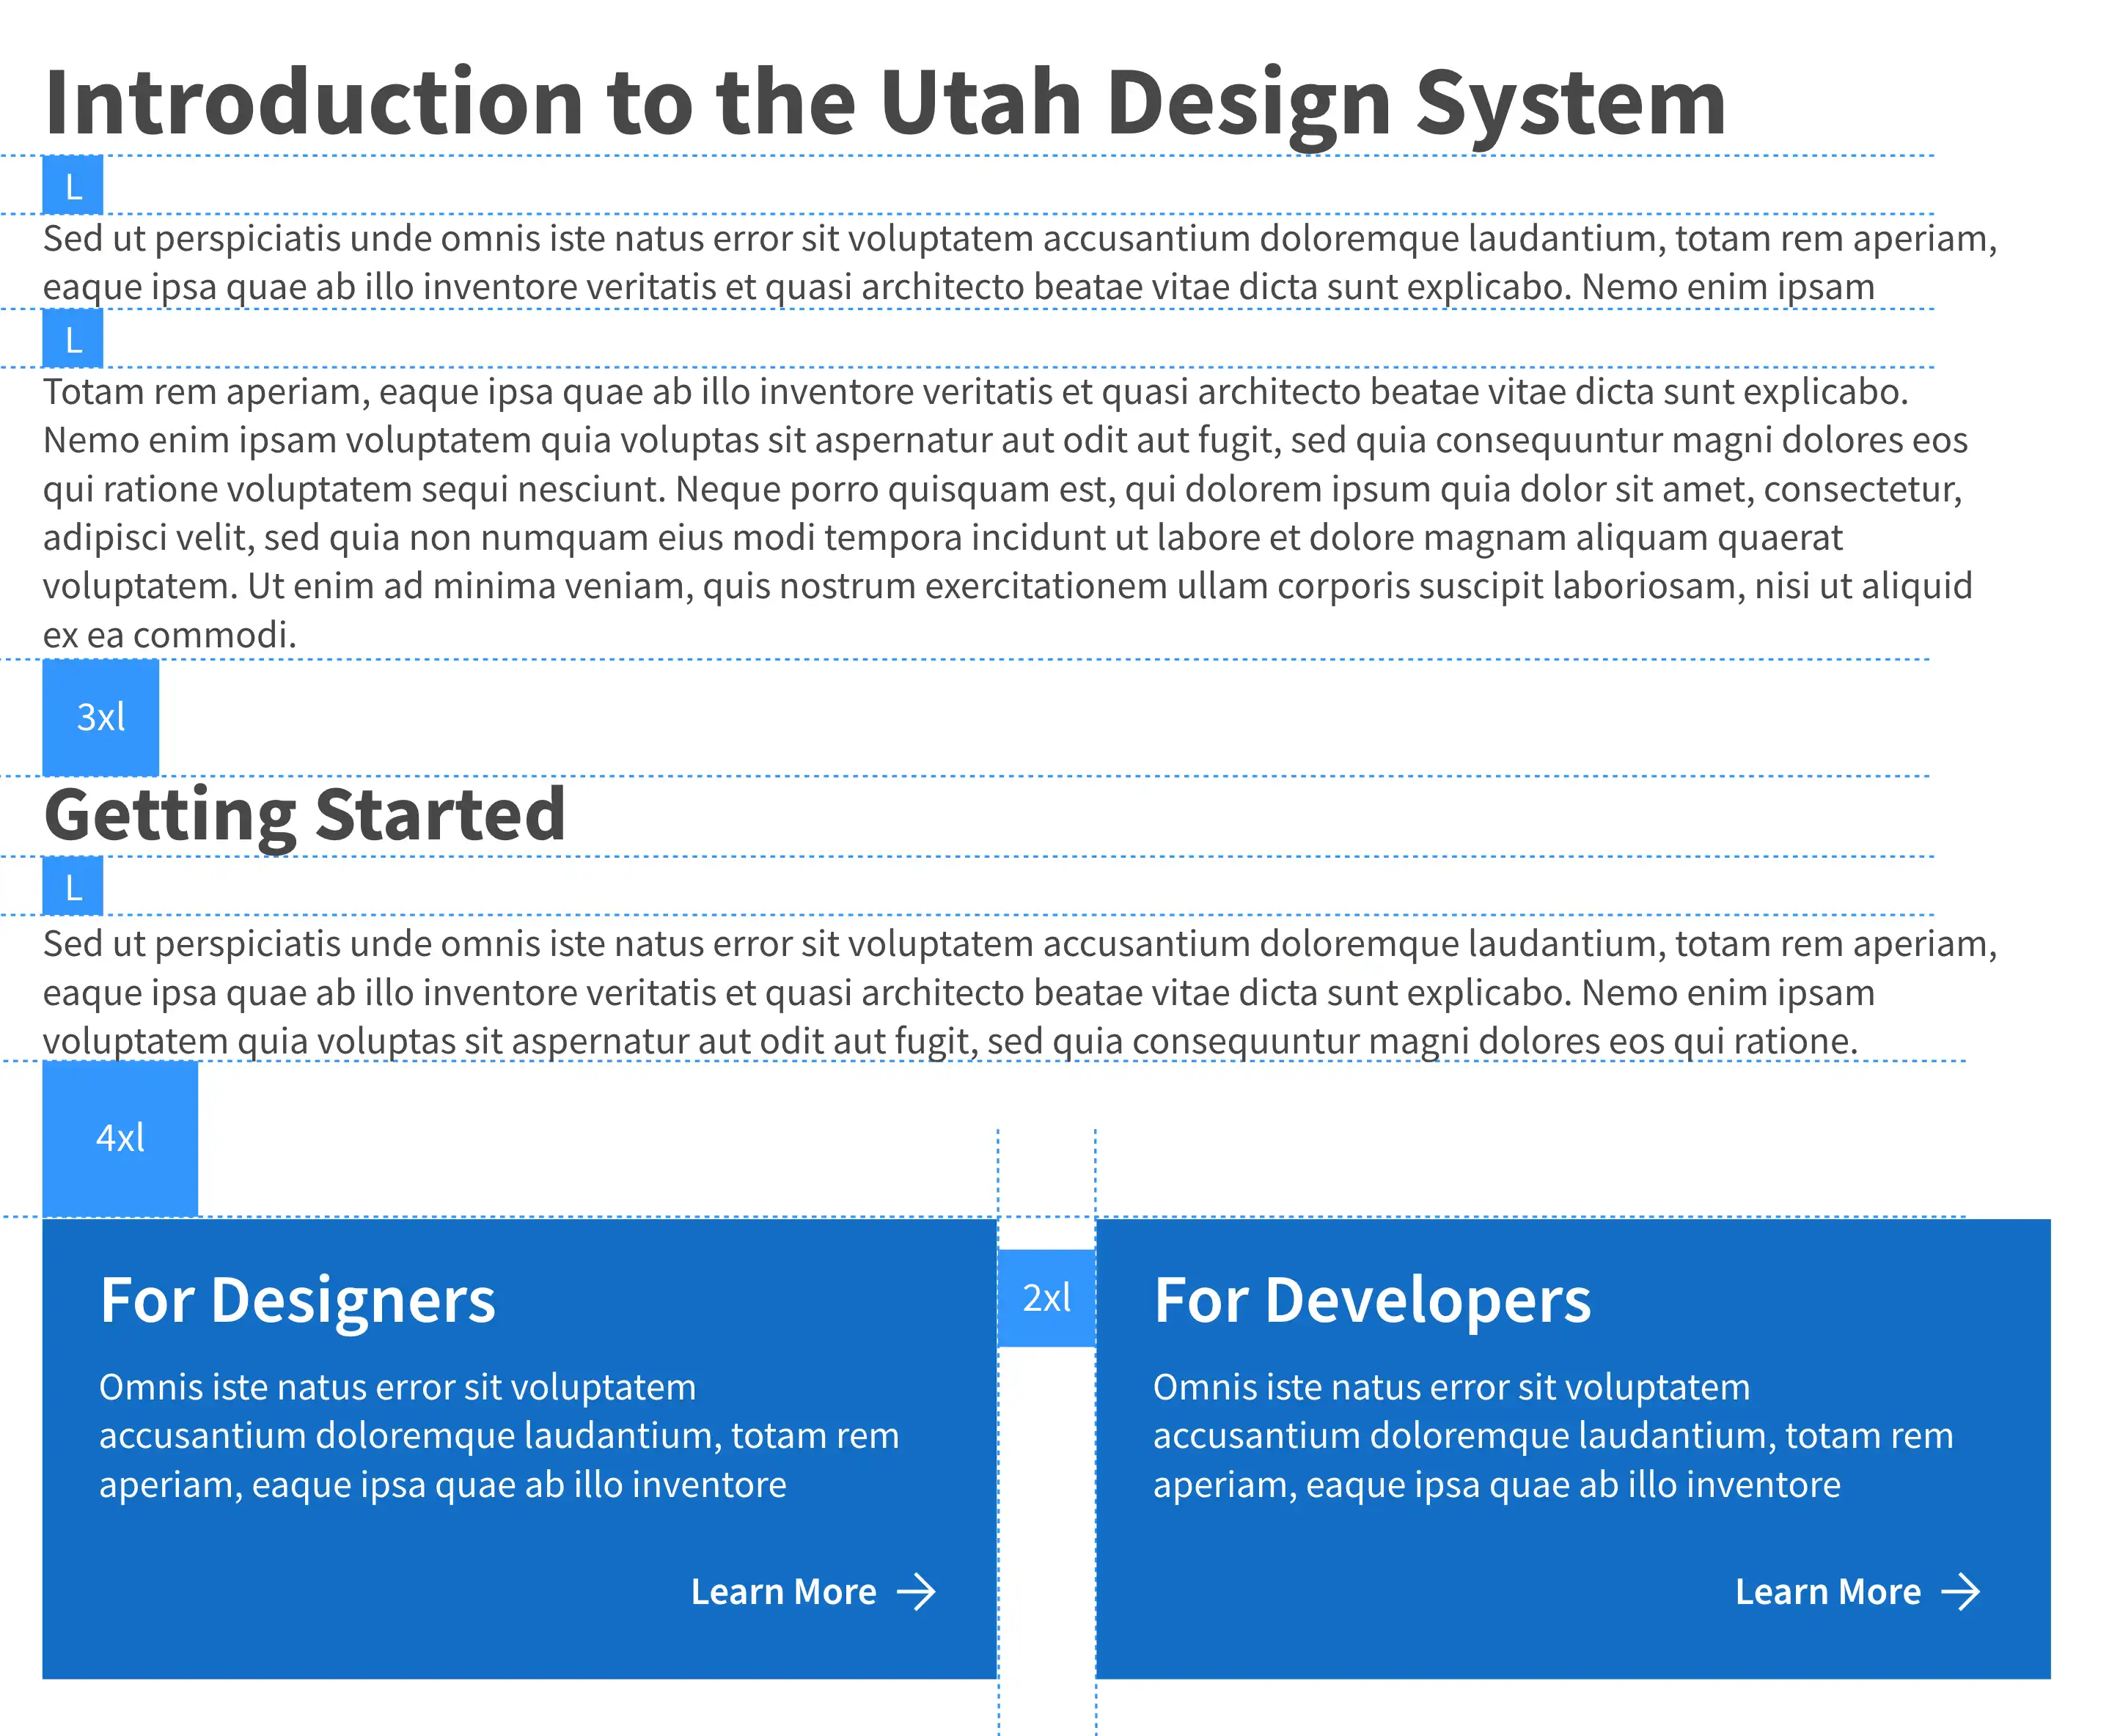 Introduction to the Utah Design System
L
Sed ut perspiciatis unde omnis iste natus error sit voluptatem accusantium doloremque laudantium, totam rem aperiam,
eaque ipsa quae ab illo inventore veritatis et quasi architecto beatae vitae dicta sunt explicabo. Nemo enim ipsam
L
Totam rem aperiam, eaque ipsa quae ab illo inventore veritatis et quasi architecto beatae vitae dicta sunt explicabo.
Nemo enim ipsam voluptatem quia voluptas sit aspernatur aut odit aut fugit, sed quia consequuntur magni dolores eos
qui ratione voluptatem sequi nesciunt. Neque porro quisquam est, qui dolorem ipsum quia dolor sit amet, consectetur,
adipisci velit, sed quia non numquam eius modi tempora incidunt ut labore et dolore magnam aliquam quaerat
voluptatem. Ut enim ad minima veniam, quis nostrum exercitationem ullam corporis suscipit laboriosam, nisi ut aliquid
ex ea commodi.
3xl
Getting Started
L
Sed ut perspiciatis unde omnis iste natus error sit voluptatem accusantium doloremque laudantium, totam rem aperiam,
eaque ipsa quae ab illo inventore veritatis et quasi architecto beatae vitae dicta sunt explicabo. Nemo enim ipsam
voluptatem quia voluptas sit aspernatur aut odit aut fugit, sed quia consequuntur magni dolores eos qui ratione.
4xl
For Designers
Omnis iste natus error sit voluptatem
accusantium doloremque laudantium, totam rem
aperiam, eaque ipsa quae ab illo inventore
Learn More
2xl
For Developers
Omnis iste natus error sit voluptatem
accusantium doloremque laudantium, totam rem
aperiam, eaque ipsa quae ab illo inventore
Learn More